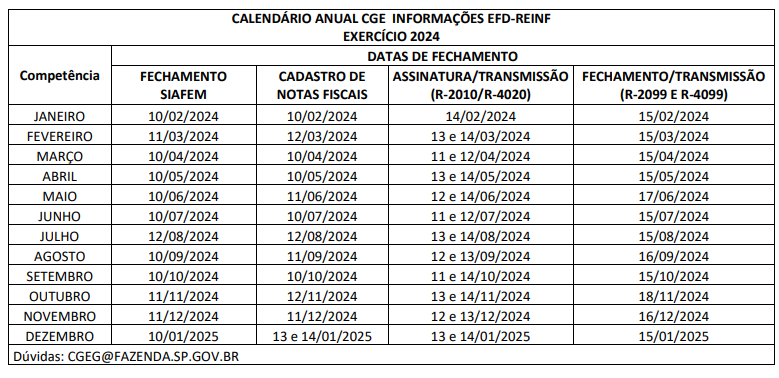 CALENDÁRIO ANUAL CGE INFORMAÇÕES EFD-REINF
EXERCÍCIO 2024
Competência
DATAS DE FECHAMENTO
FECHAMENTO SIAFEM
CADASTRO DE NOTAS FISCAIS
ASSINATURA/TRANSMISSÃO (R-2010/R-4020)
FECHAMENTO/TRANSMISSÃO (R-2099 E R-4099)
JANEIRO 10/02/2024 10/02/2024 14/02/2024 15/02/2024
FEVEREIRO 11/03/2024 12/03/2024 13 e 14/03/2024 15/03/2024
MARÇO 10/04/2024 10/04/2024 11 e 12/04/2024 15/04/2024
ABRIL 10/05/2024 10/05/2024 13 e 14/05/2024 15/05/2024
MAIO 10/06/2024 11/06/2024 12 e 14/06/2024 17/06/2024
JUNHO 10/07/2024 10/07/2024 11 e 12/07/2024 15/07/2024
JULHO 12/08/2024 12/08/2024 13 e 14/08/2024 15/08/2024
AGOSTO 10/09/2024 11/09/2024 12 e 13/09/2024 16/09/2024
SETEMBRO 10/10/2024 10/10/2024 11 e 14/10/2024 15/10/2024
OUTUBRO 11/11/2024 12/11/2024 13 e 14/11/2024 18/11/2024
NOVEMBRO 11/12/2024 11/12/2024 12 e 13/12/2024 16/12/2024
DEZEMBRO 10/01/2025 13 e 14/01/2025 13 e 14/01/2025 15/01/2025
Dúvidas: CGEG@FAZENDA.SP.GOV.BR